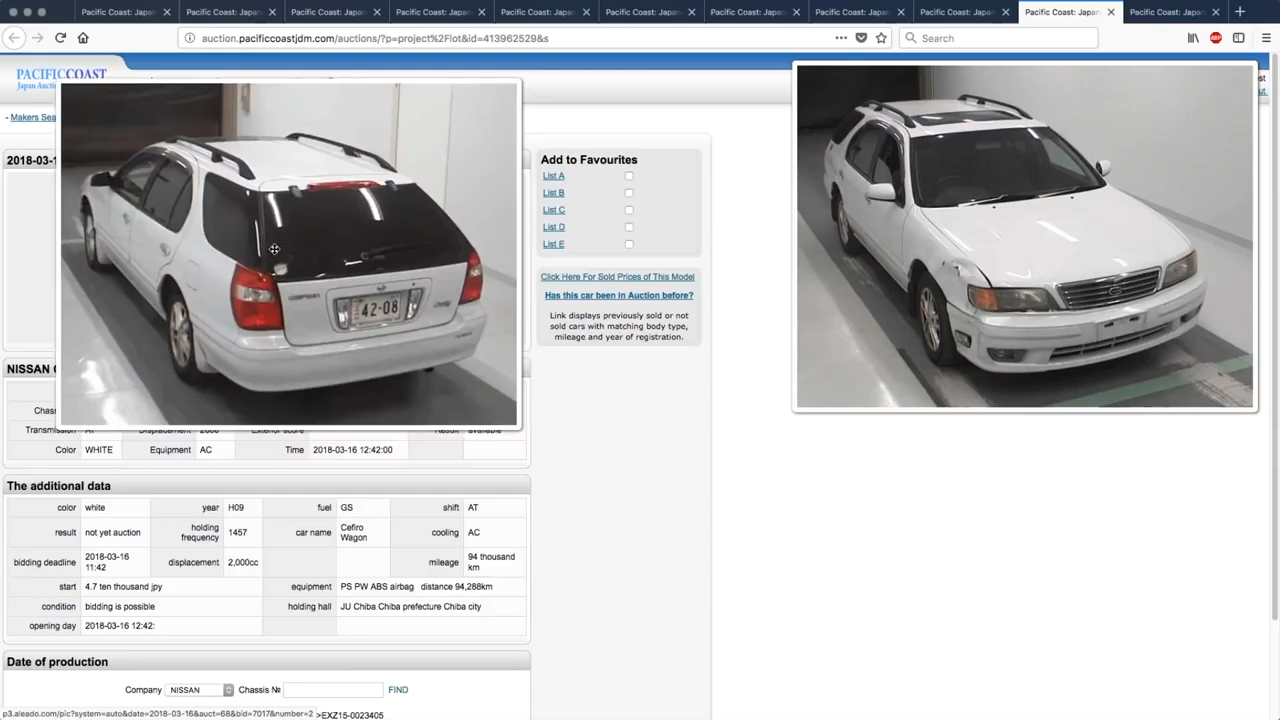 Pacific Coast: Japan
Pacific Coast: Japan
Pacific Coast: Japan
Pacific Coast: Japan
Pacific Coast: Japan
Pacific Coast: Japan
Pacific Coast: Japan
Pacific Coast: Japan
Pacific Coast: Japan
Pacific Coast: Japan
Pacific Coast: Japan
auction.pacificcoastjdm.com/auctions/?p=project%2Flot&id=413962529&s
Search
ABP
PACIFICCOAST
- Makers
2018-03-
Add to Favourites
List A
List B
List C
List D
List E
Click Here For Sold Prices of This Model
Has this car been in Auction before?
Link displays previously sold or not
sold cars with matching body type,
mileage and year of registration.
42-08
NISSAN
Transmission AT Displacement 2000 Exterior score Result available
Color WHITE Equipment AC Time 2018-03-16 12:42:00
The additional data
color white year H09 fuel GS shift AT
result not yet auction holding frequency 1457 car name Cefiro Wagon cooling AC
bidding deadline 2018-03-16 11:42 displacement 2,000cc mileage 94 thousand km
start 4.7 ten thousand jpy equipment PS PW ABS airbag distance 94,288km
condition bidding is possible holding hall JU Chiba Chiba prefecture Chiba city
opening day 2018-03-16 12:42:
Date of production
Company NISSAN Chassis № FIND
p3.aleado.com/pic?system=auto&date=2018-03-16&auct=68&bid=7017&number=2 >EXZ15-0023405